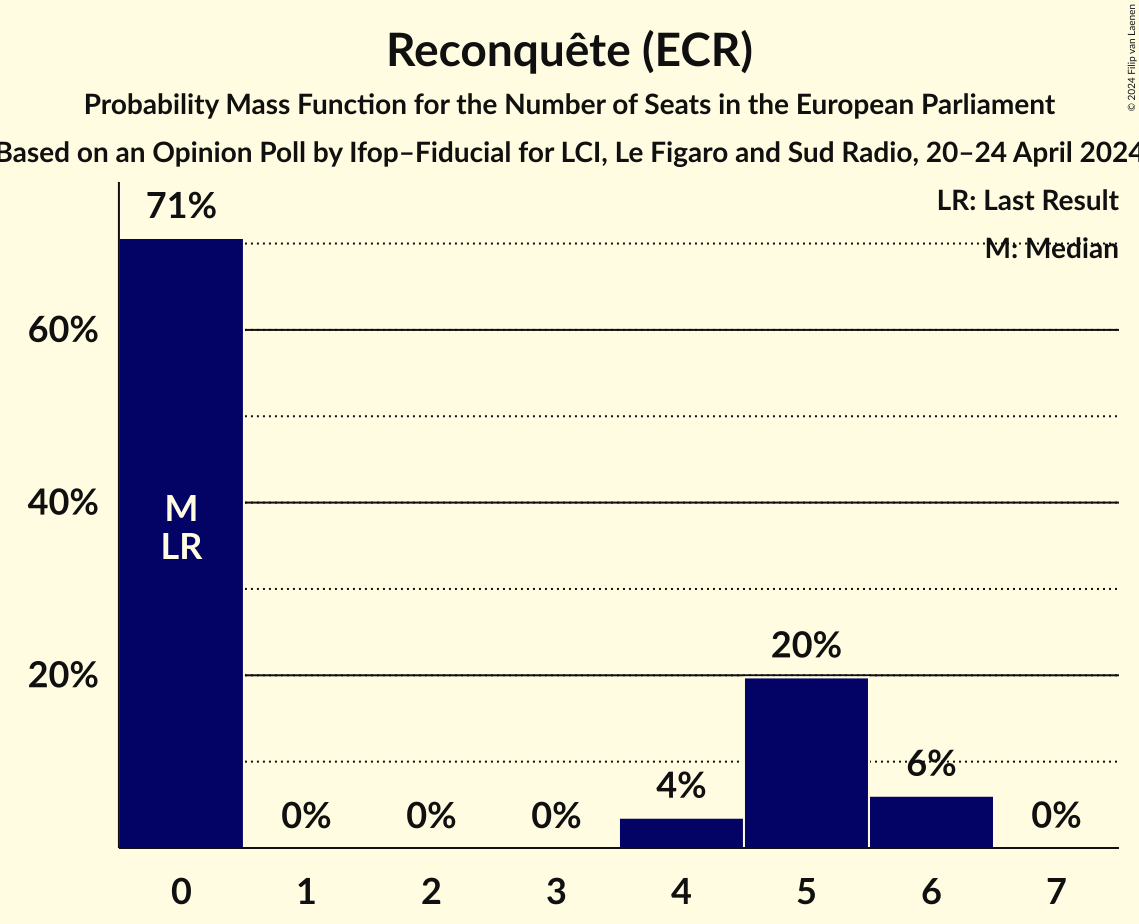 Reconquête (ECR)
Probability Mass Function for the Number of Seats in the European Parliament
Based on an Opinion Poll by Ifop–Fiducial for LCI, Le Figaro and Sud Radio, 20–24 April 2024
© 2024 Filip van Laenen
LR: Last Result
M: Median
71%
60%
40%
20%
M
LR
0%
0%
0%
4%
20%
6%
0%
0 1 2 3 4 5 6 7